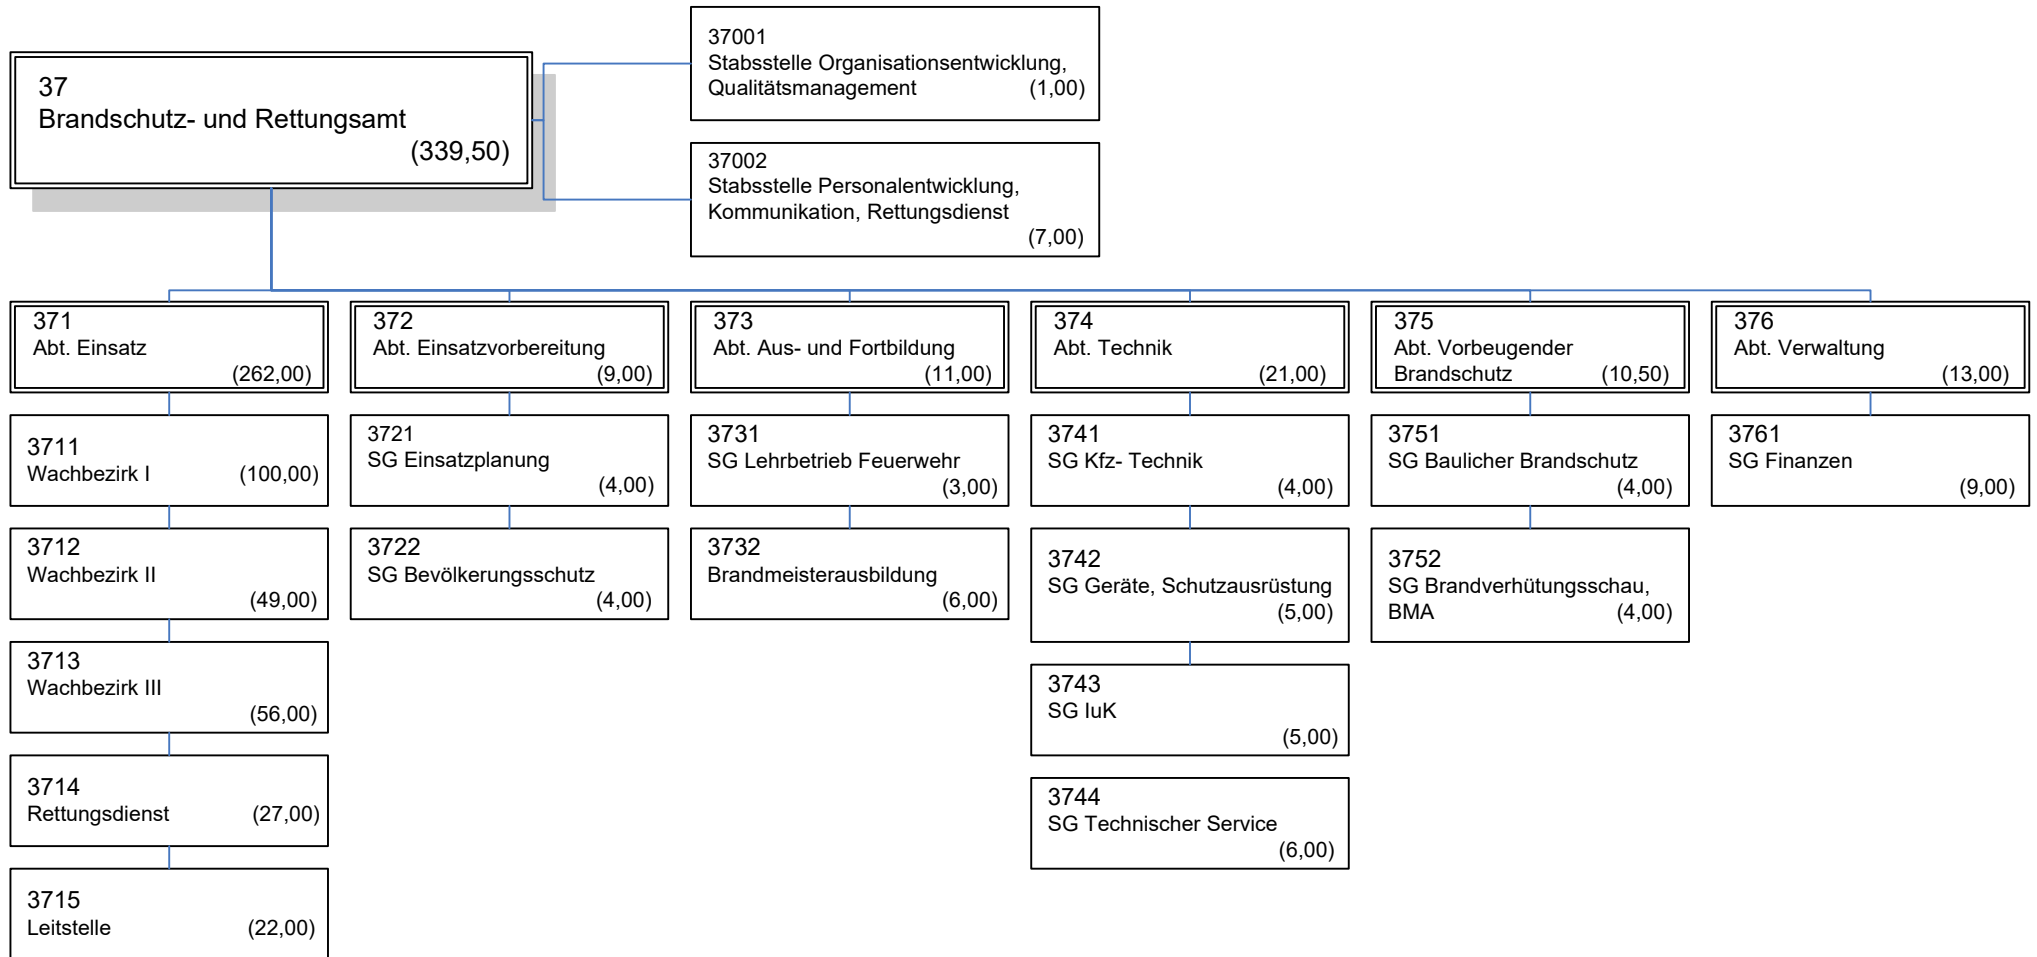 37
Brandschutz- und Rettungsamt
(339,50)
37001
Stabsstelle Organisationsentwicklung,
Qualitätsmanagement (1,00)
37002
Stabsstelle Personalentwicklung,
Kommunikation, Rettungsdienst
(7,00)
371
Abt. Einsatz
(262,00)
3711
Wachbezirk I (100,00)
3712
Wachbezirk II
(49,00)
3713
Wachbezirk III
(56,00)
3714
Rettungsdienst (27,00)
3715
Leitstelle (22,00)
372
Abt. Einsatzvorbereitung
(9,00)
3721
SG Einsatzplanung
(4,00)
3722
SG Bevölkerungsschutz
(4,00)
373
Abt. Aus- und Fortbildung
(11,00)
3731
SG Lehrbetrieb Feuerwehr
(3,00)
3732
Brandmeisterausbildung
(6,00)
374
Abt. Technik
(21,00)
3741
SG Kfz- Technik
(4,00)
3742
SG Geräte, Schutzausrüstung
(5,00)
3743
SG IuK
(5,00)
3744
SG Technischer Service
(6,00)
375
Abt. Vorbeugender
Brandschutz (10,50)
3751
SG Baulicher Brandschutz
(4,00)
3752
SG Brandverhütungsschau,
BMA (4,00)
376
Abt. Verwaltung
(13,00)
3761
SG Finanzen
(9,00)